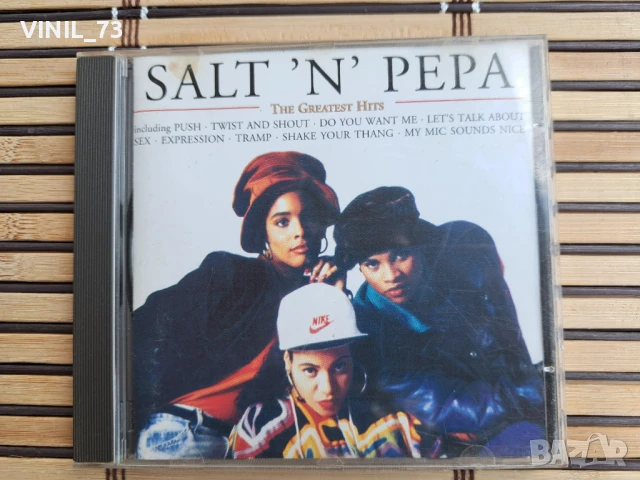 VINIL_73
SALT 'N' PEPA
THE GREATEST HITS
including PUSH · TWIST AND SHOUT · DO YOU WANT ME · LET'S TALK ABOUT
SEX · EXPRESSION · TRAMP · SHAKE YOUR THANG · MY MIC SOUNDS NICE
NIKE
BAZAR